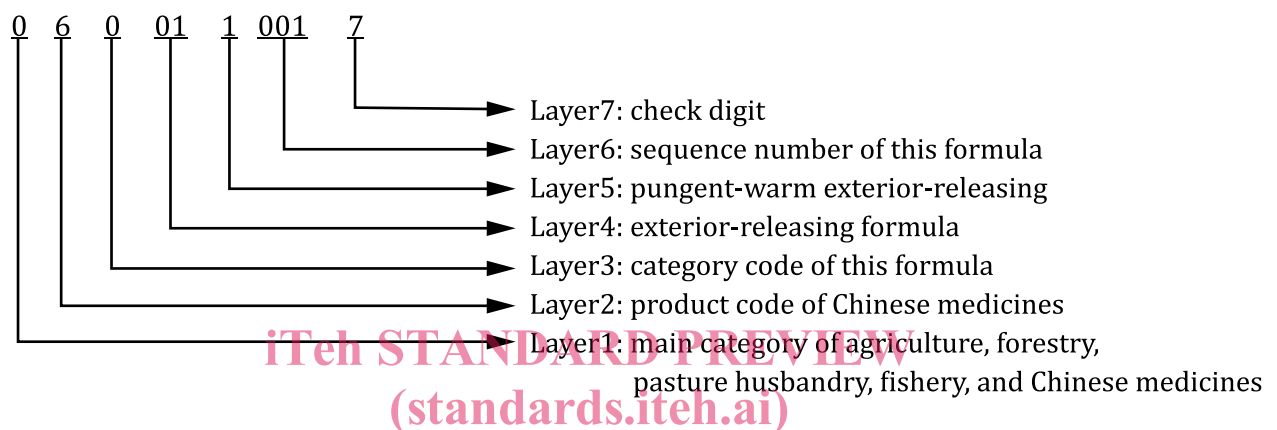 0 6 0 01 1 001 7
Layer7: check digit
Layer6: sequence number of this formula
Layer5: pungent-warm exterior-releasing
Layer4: exterior-releasing formula
Layer3: category code of this formula
Layer2: product code of Chinese medicines
iTeh STANDARD PREVIEW
Layer1: main category of agriculture, forestry,
pasture husbandry, fishery, and Chinese medicines
(standards.iteh.ai)